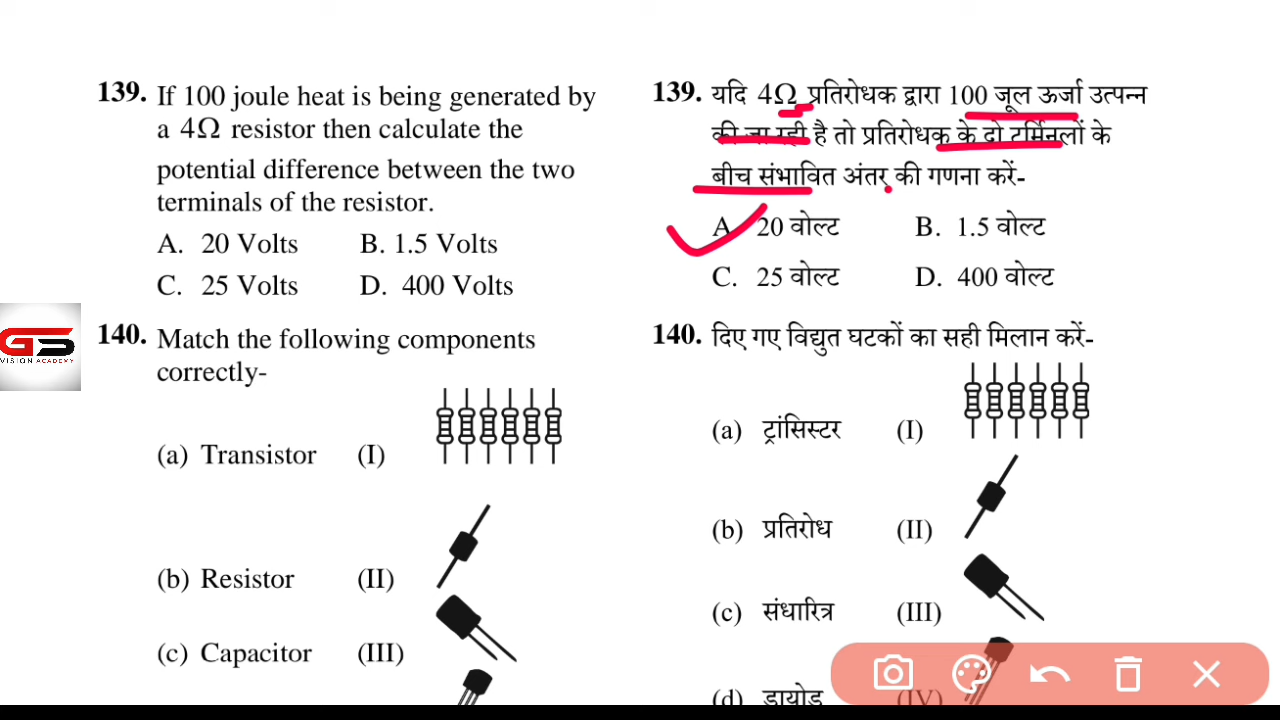 139. If 100 joule heat is being generated by
a 4Ω resistor then calculate the
potential difference between the two
terminals of the resistor.
A. 20 Volts B. 1.5 Volts
C. 25 Volts D. 400 Volts
140. Match the following components
correctly-
(a) Transistor (I)
(b) Resistor (II)
(c) Capacitor (III)
139. यदि 4Ω प्रतिरोधक द्वारा 100 जूल ऊर्जा उत्पन्न
की जा रही है तो प्रतिरोधक के दो टर्मिनलों के
बीच संभावित अंतर की गणना करें-
A. 20 वोल्ट B. 1.5 वोल्ट
C. 25 वोल्ट D. 400 वोल्ट
140. दिए गए विद्युत घटकों का सही मिलान करें-
(a) ट्रांसिस्टर (I)
(b) प्रतिरोध (II)
(c) संधारित्र (III)
(d) डायोड (IV)
GS
VISION ACADEMY